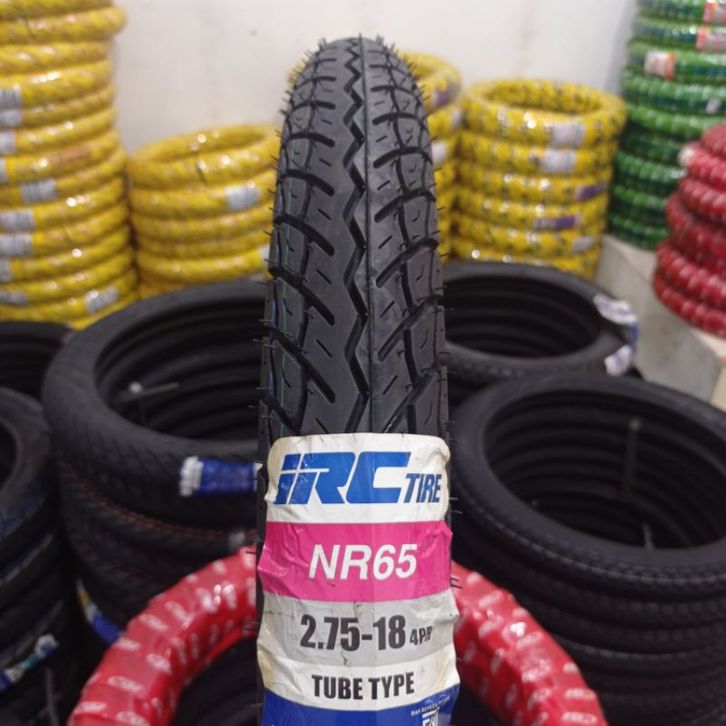 IRC TIRE
NR65
2.75-18 4PR
TUBE TYPE